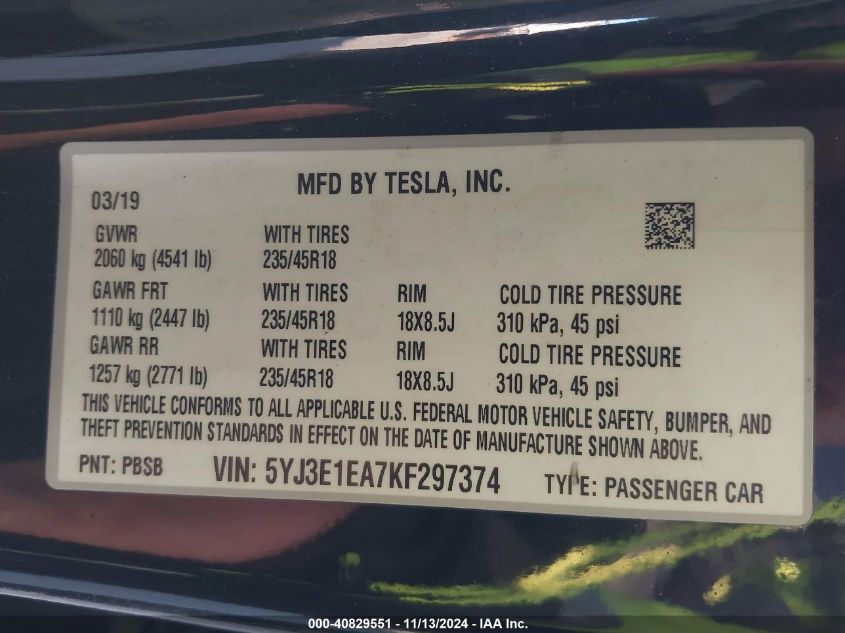 MFD BY TESLA, INC.
03/19
GVWR WITH TIRES
2060 kg (4541 lb) 235/45R18
GAWR FRT WITH TIRES RIM COLD TIRE PRESSURE
1110 kg (2447 lb) 235/45R18 18X8.5J 310 kPa, 45 psi
GAWR RR WITH TIRES RIM COLD TIRE PRESSURE
1257 kg (2771 lb) 235/45R18 18X8.5J 310 kPa, 45 psi
THIS VEHICLE CONFORMS TO ALL APPLICABLE U.S. FEDERAL MOTOR VEHICLE SAFETY, BUMPER, AND
THEFT PREVENTION STANDARDS IN EFFECT ON THE DATE OF MANUFACTURE SHOWN ABOVE.
PNT: PBSB VIN: 5YJ3E1EA7KF297374 TYPE: PASSENGER CAR
000-40829551 - 11/13/2024 - IAA Inc.